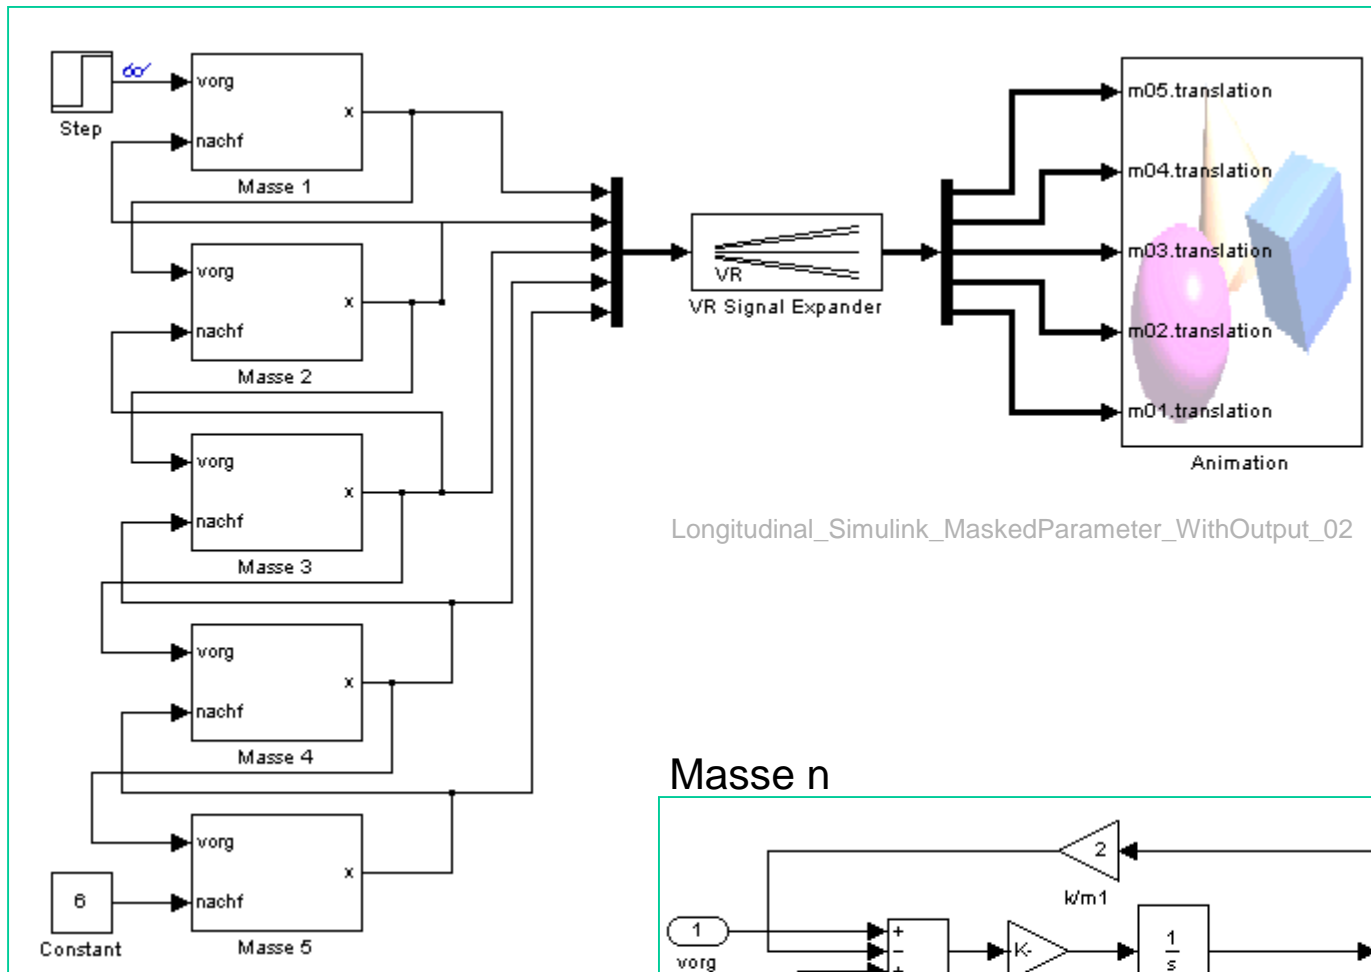 vorg
x
nachf
Step
Masse 1
vorg
x
nachf
Masse 2
vorg
x
nachf
Masse 3
vorg
x
nachf
Masse 4
vorg
x
nachf
Masse 5
6
Constant
VR
VR Signal Expander
m05.translation
m04.translation
m03.translation
m02.translation
m01.translation
Animation
Longitudinal_Simulink_MaskedParameter_WithOutput_02
Masse n
2
k/m1
1
vorg
+
−
+
K-
1
s